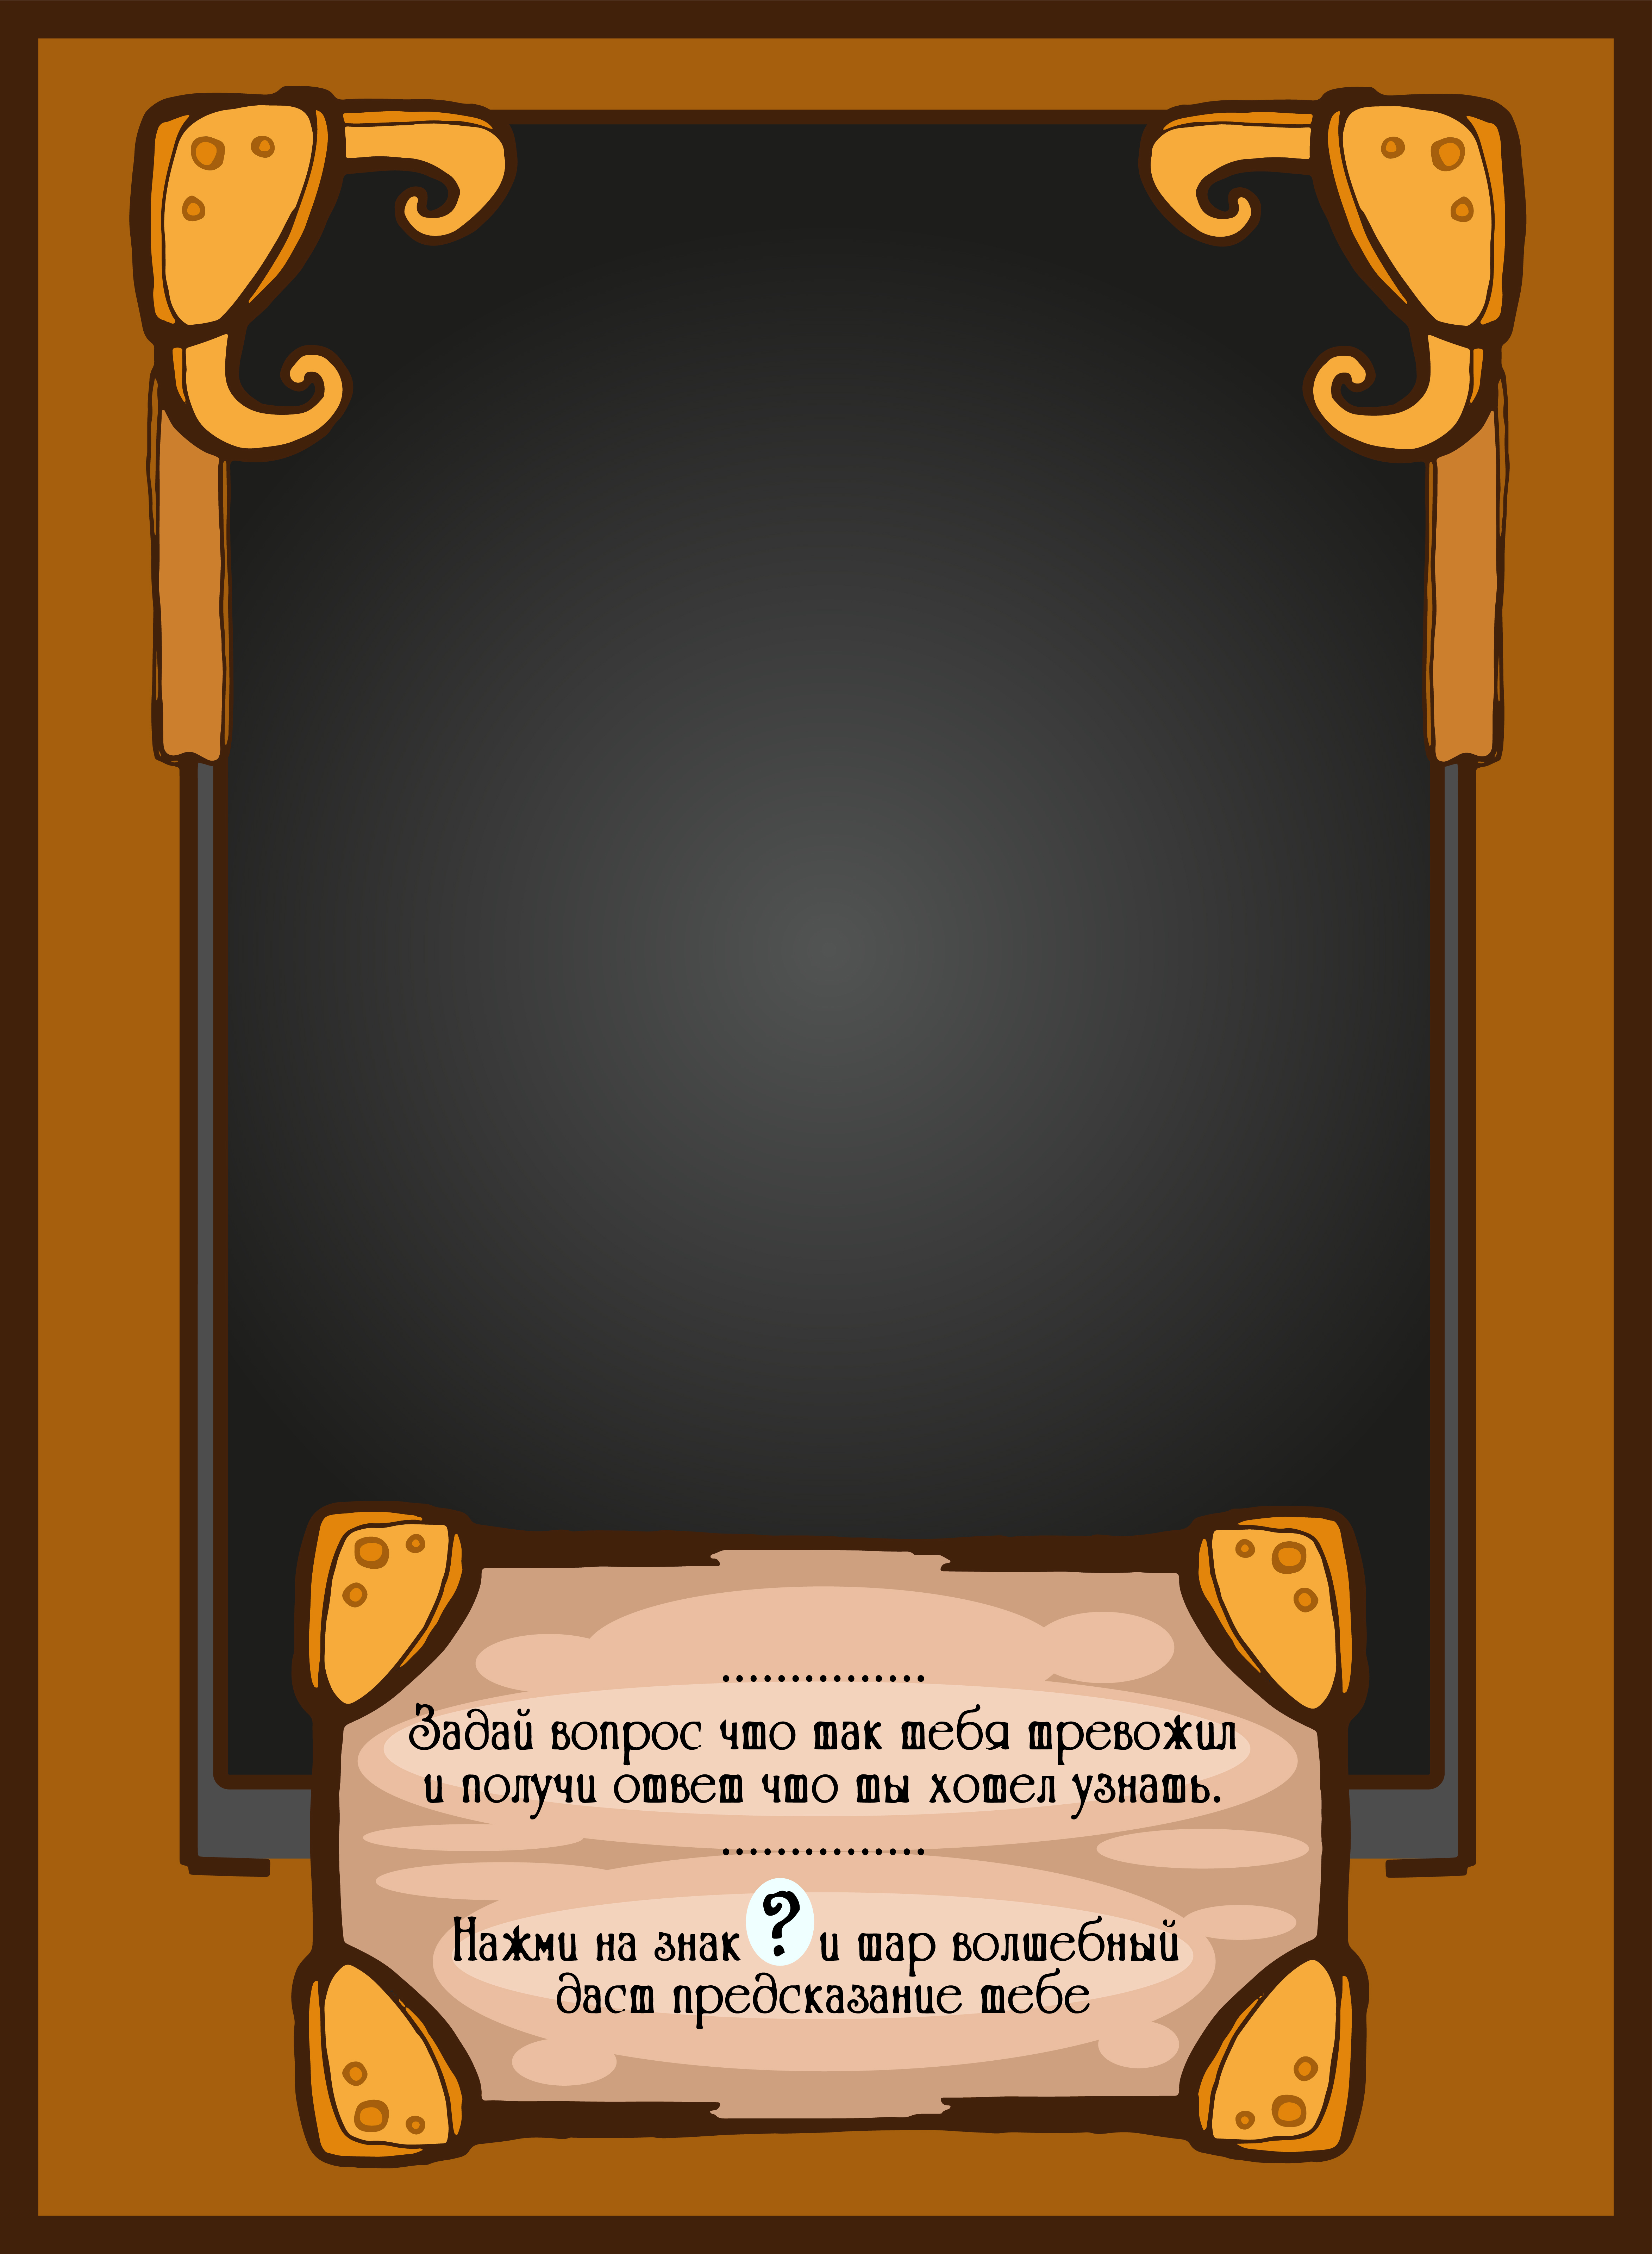 Задай вопрос что так тебя тревожил
и получи ответ что ты хотел узнать.
Нажми на знак ? и шар волшебный
даст предсказание тебе